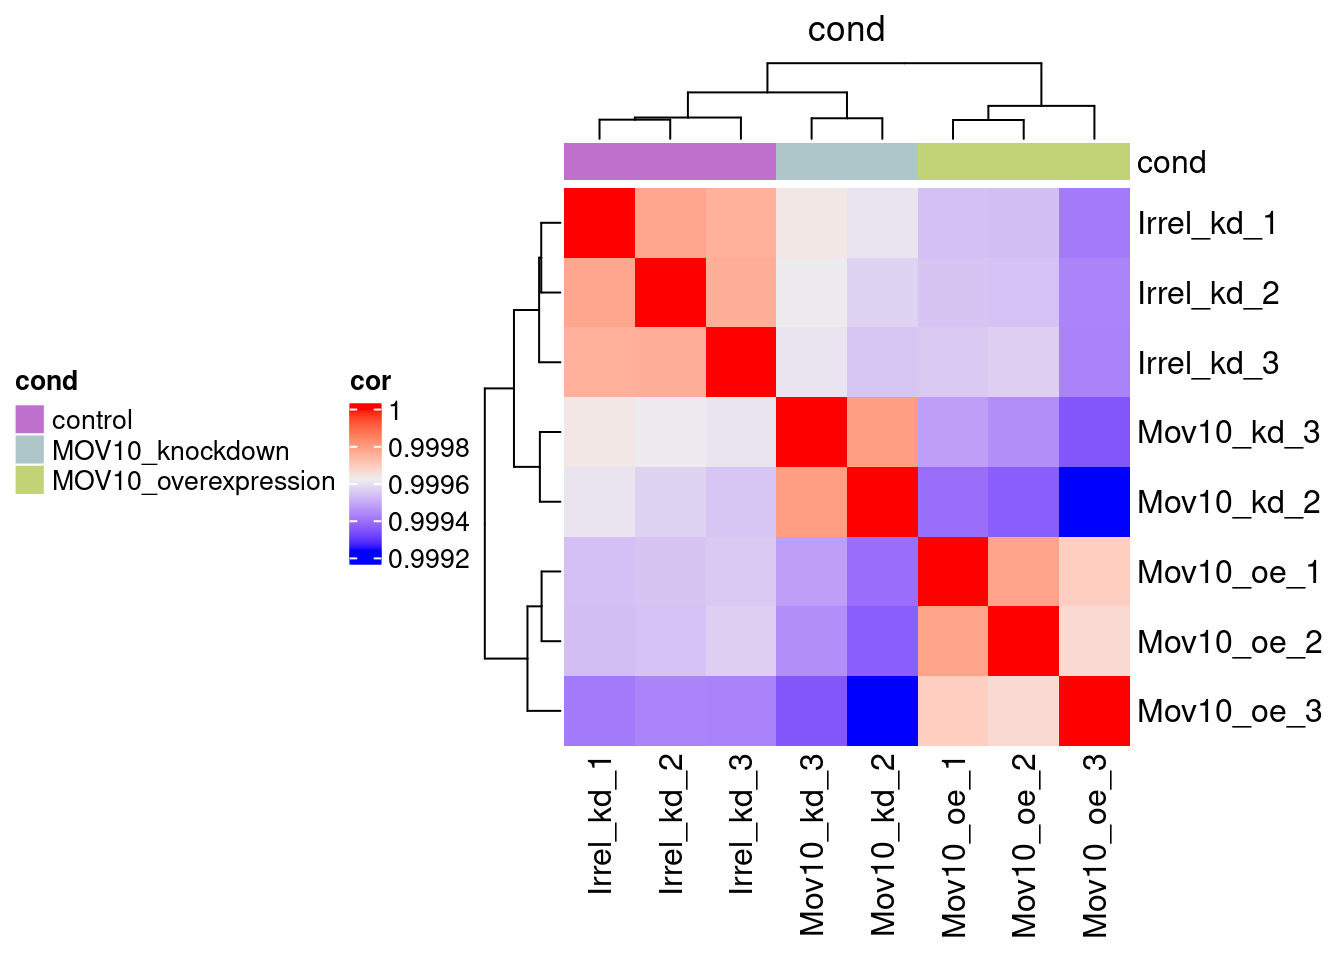 cond
cond
Irrel_kd_1
Irrel_kd_2
Irrel_kd_3
Mov10_kd_3
Mov10_kd_2
Mov10_oe_1
Mov10_oe_2
Mov10_oe_3
cond
control
MOV10_knockdown
MOV10_overexpression
cor
1
0.9998
0.9996
0.9994
0.9992
Irrel_kd_1
Irrel_kd_2
Irrel_kd_3
Mov10_kd_3
Mov10_kd_2
Mov10_oe_1
Mov10_oe_2
Mov10_oe_3